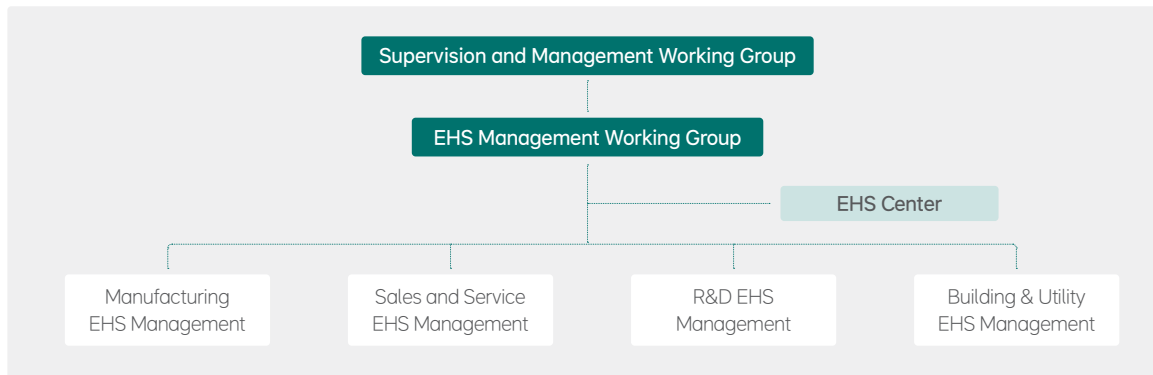 Supervision and Management Working Group
EHS Management Working Group
EHS Center
Manufacturing
EHS Management
Sales and Service
EHS Management
R&D EHS
Management
Building & Utility
EHS Management